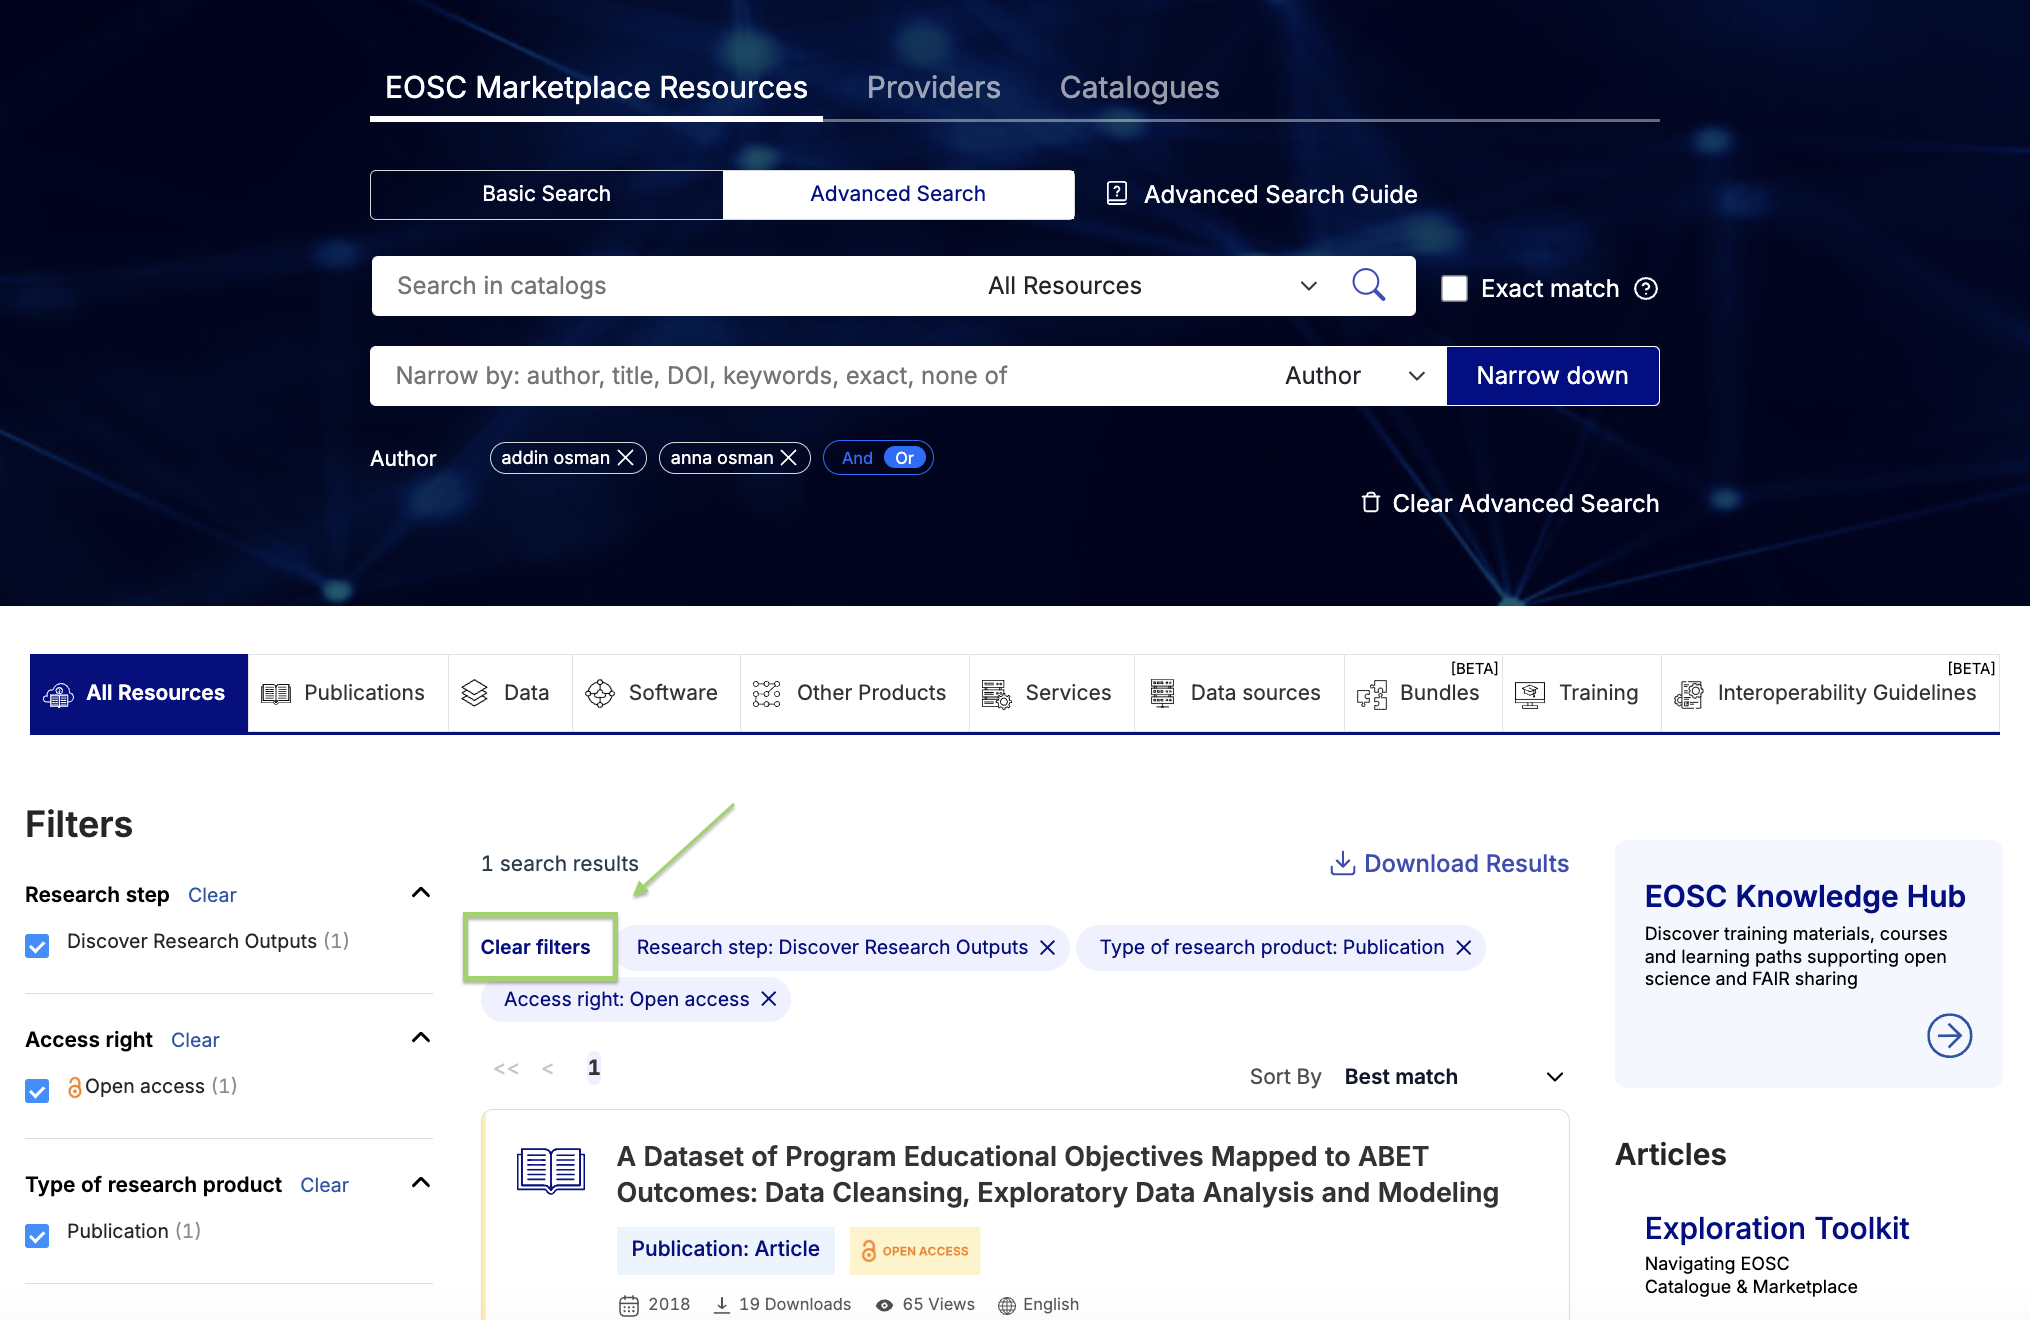 EOSC Marketplace Resources Providers Catalogues
Basic Search Advanced Search Advanced Search Guide
Search in catalogs All Resources Exact match
Narrow by: author, title, DOI, keywords, exact, none of Author Narrow down
Author addin osman anna osman And Or
Clear Advanced Search
All Resources Publications Data Software Other Products Services Data sources [BETA] Bundles Training [BETA] Interoperability Guidelines
Filters
Research step Clear
Discover Research Outputs (1)
Access right Clear
Open access (1)
Type of research product Clear
Publication (1)
1 search results Download Results
Clear filters Research step: Discover Research Outputs Type of research product: Publication
Access right: Open access
<< < 1 Sort By Best match
A Dataset of Program Educational Objectives Mapped to ABET
Outcomes: Data Cleansing, Exploratory Data Analysis and Modeling
Publication: Article OPEN ACCESS
2018 19 Downloads 65 Views English
EOSC Knowledge Hub
Discover training materials, courses
and learning paths supporting open
science and FAIR sharing
Articles
Exploration Toolkit
Navigating EOSC
Catalogue & Marketplace